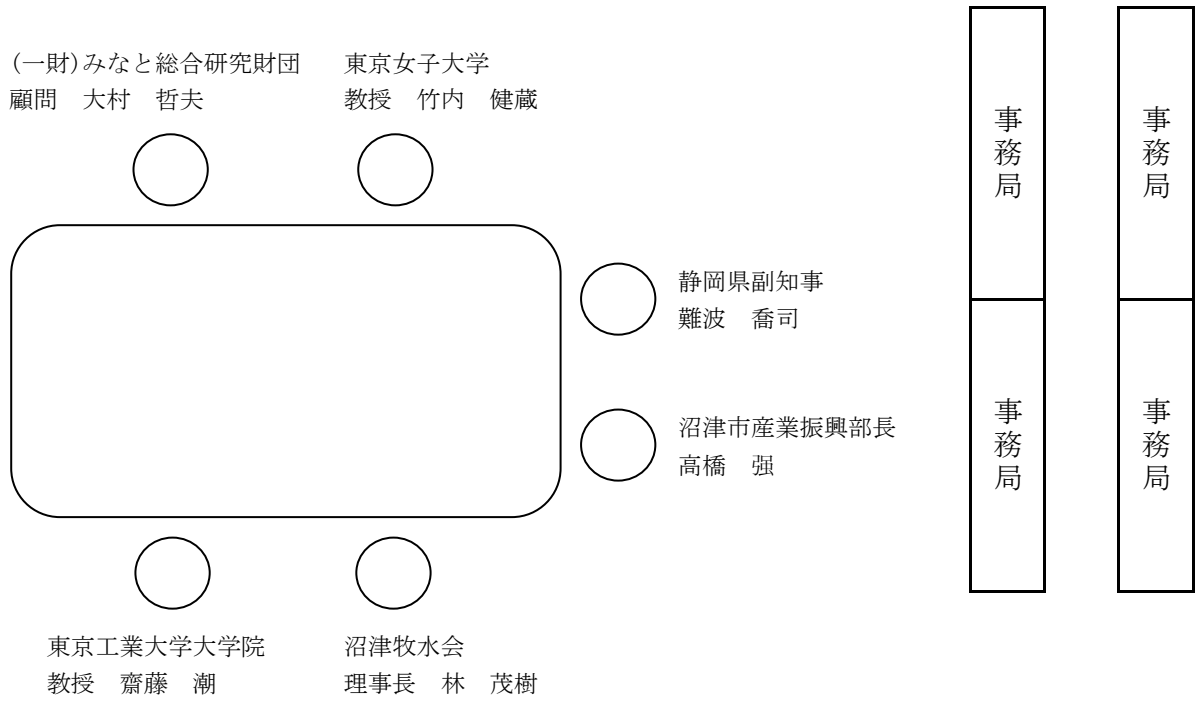 (一財)みなと総合研究財団
顧問　大村　哲夫
東京女子大学
教授　竹内　健蔵
静岡県副知事
難波　喬司
沼津市産業振興部長
高橋　强
東京工業大学大学院
教授　齋藤　潮
沼津牧水会
理事長　林　茂樹
事務局
事務局
事務局
事務局